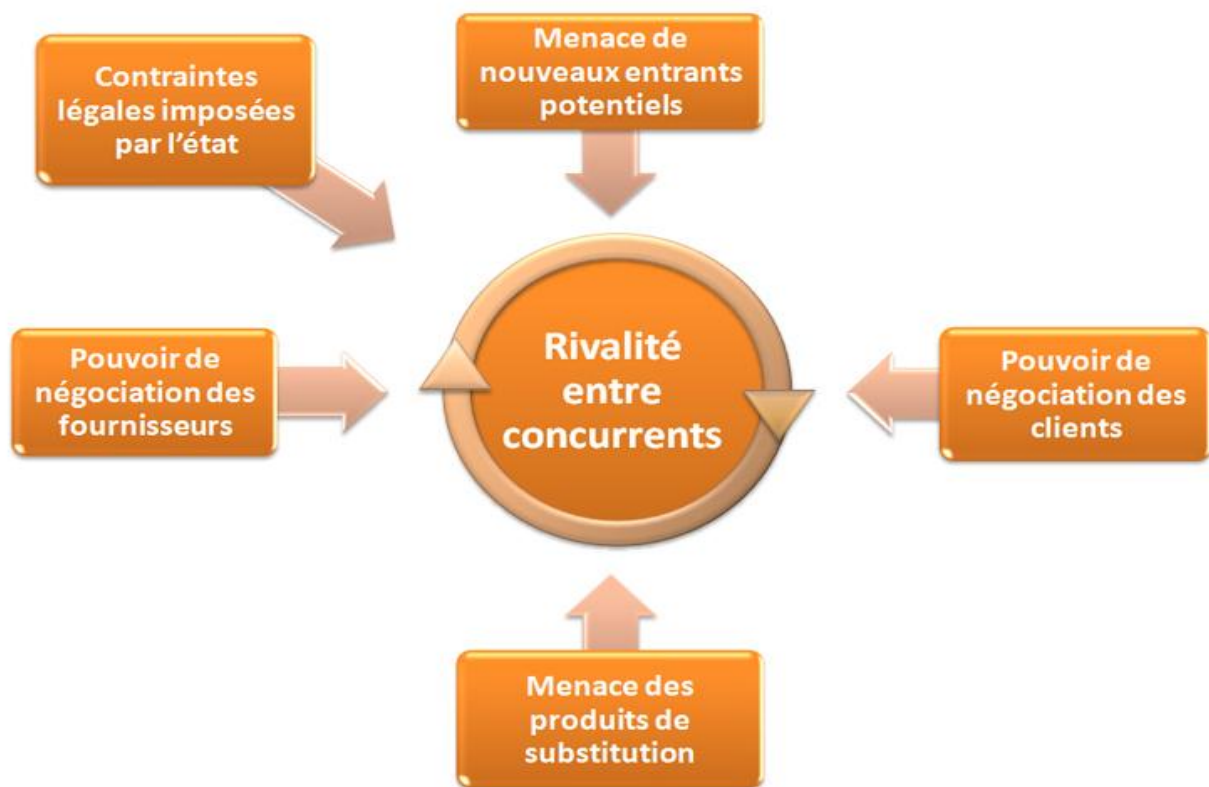 Contraintes
légales imposées
par l'état
Menace de
nouveaux entrants
potentiels
Pouvoir de
négociation des
fournisseurs
Rivalité
entre
concurrents
Pouvoir de
négociation des
clients
Menace des
produits de
substitution